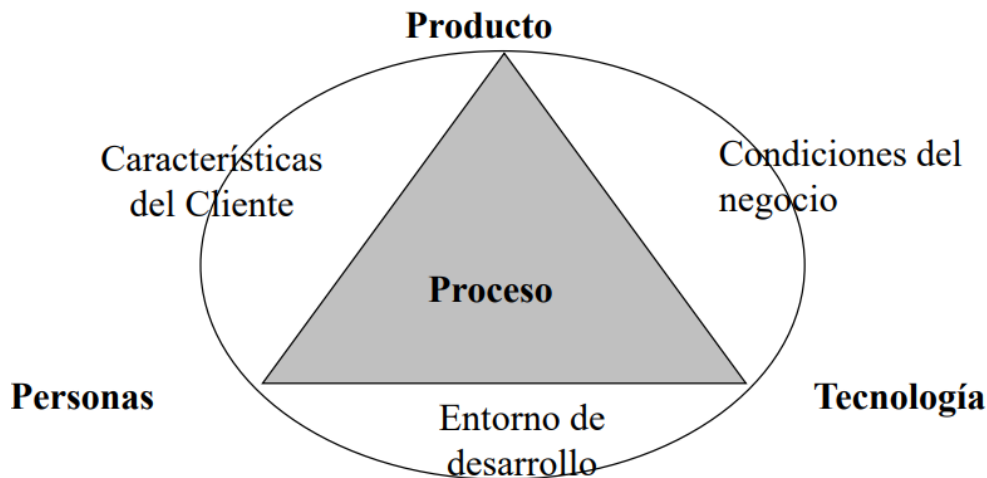 Producto
Características
del Cliente
Condiciones del
negocio
Proceso
Personas
Tecnología
Entorno de
desarrollo